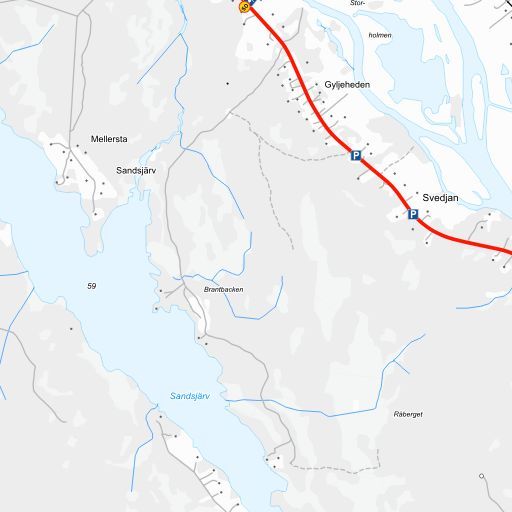 Stor-
holmen
Gyljeheden
Mellersta
Sandsjärv
P
Svedjan
P
59
Brantbacken
Sandsjärv
Råberget